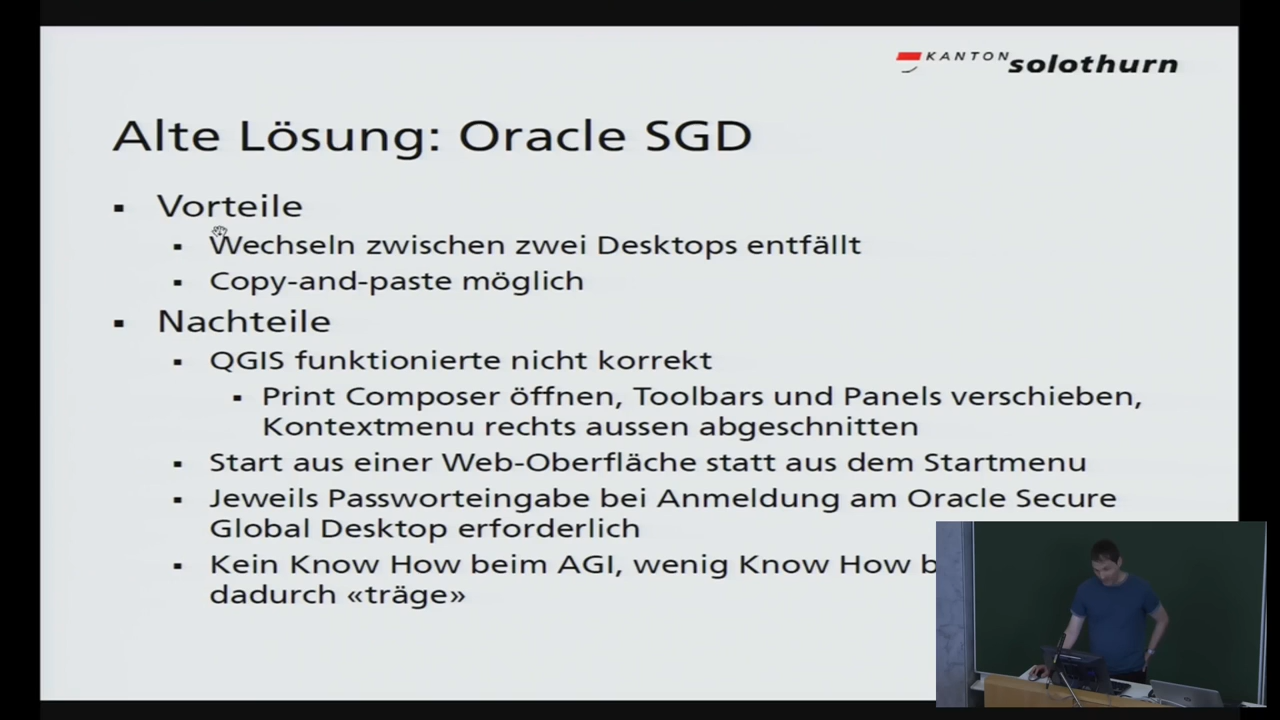 KANTON solothurn
Alte Lösung: Oracle SGD
Vorteile
Wechseln zwischen zwei Desktops entfällt
Copy-and-paste möglich
Nachteile
QGIS funktionierte nicht korrekt
Print Composer öffnen, Toolbars und Panels verschieben,
Kontextmenu rechts aussen abgeschnitten
Start aus einer Web-Oberfläche statt aus dem Startmenu
Jeweils Passworteingabe bei Anmeldung am Oracle Secure
Global Desktop erforderlich
Kein Know How beim AGI, wenig Know How
dadurch «träge»